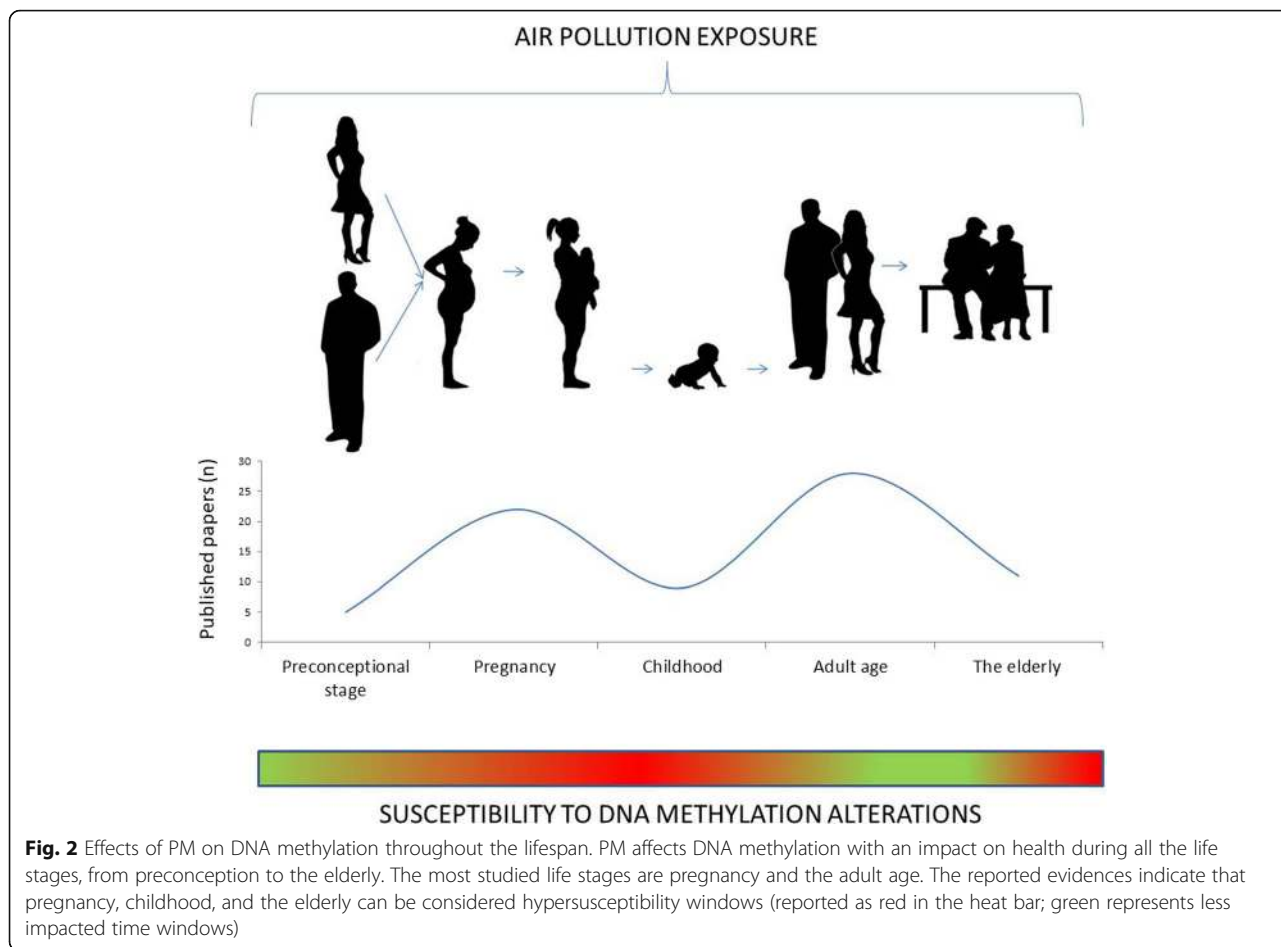 AIR POLLUTION EXPOSURE
Published papers (n)
30
25
20
15
10
5
0
Preconceptional
stage
Pregnancy
Childhood
Adult age
The elderly
SUSCEPTIBILITY TO DNA METHYLATION ALTERATIONS
Fig. 2 Effects of PM on DNA methylation throughout the lifespan. PM affects DNA methylation with an impact on health during all the life
stages, from preconception to the elderly. The most studied life stages are pregnancy and the adult age. The reported evidences indicate that
pregnancy, childhood, and the elderly can be considered hypersusceptibility windows (reported as red in the heat bar; green represents less
impacted time windows)